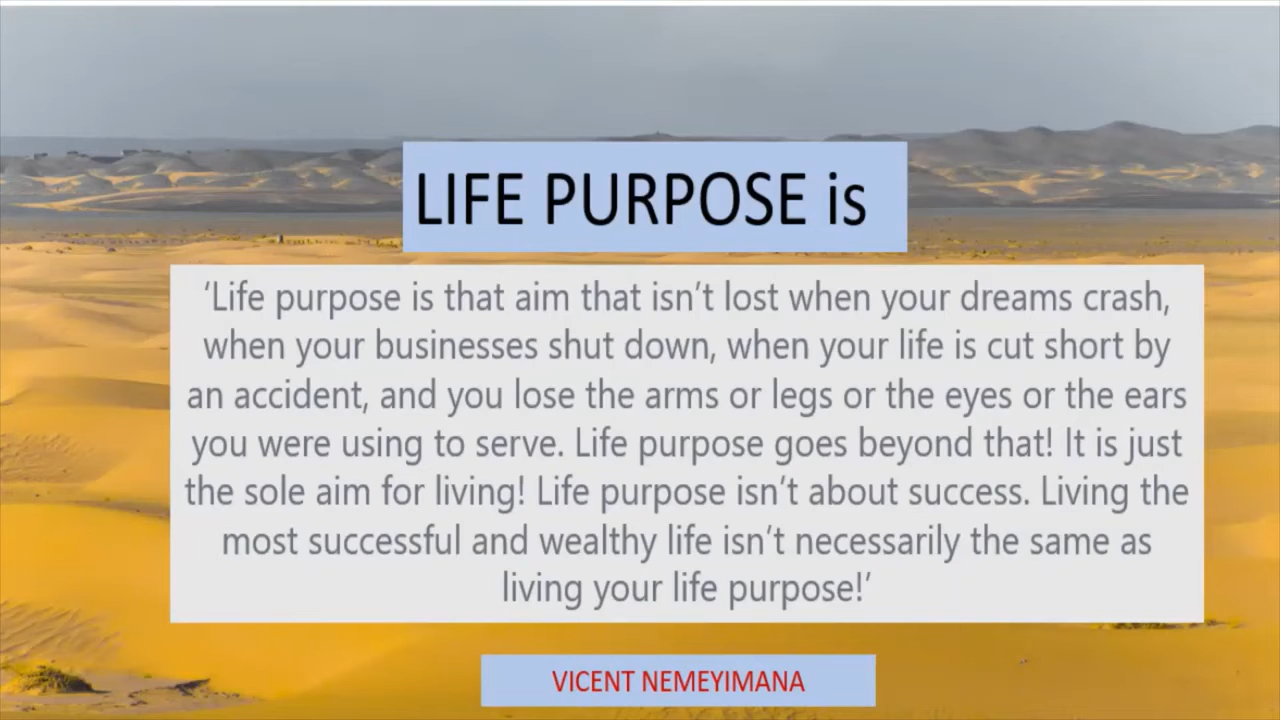 LIFE PURPOSE is
‘Life purpose is that aim that isn’t lost when your dreams crash,
when your businesses shut down, when your life is cut short by
an accident, and you lose the arms or legs or the eyes or the ears
you were using to serve. Life purpose goes beyond that! It is just
the sole aim for living! Life purpose isn’t about success. Living the
most successful and wealthy life isn’t necessarily the same as
living your life purpose!’
VICENT NEMEYIMANA